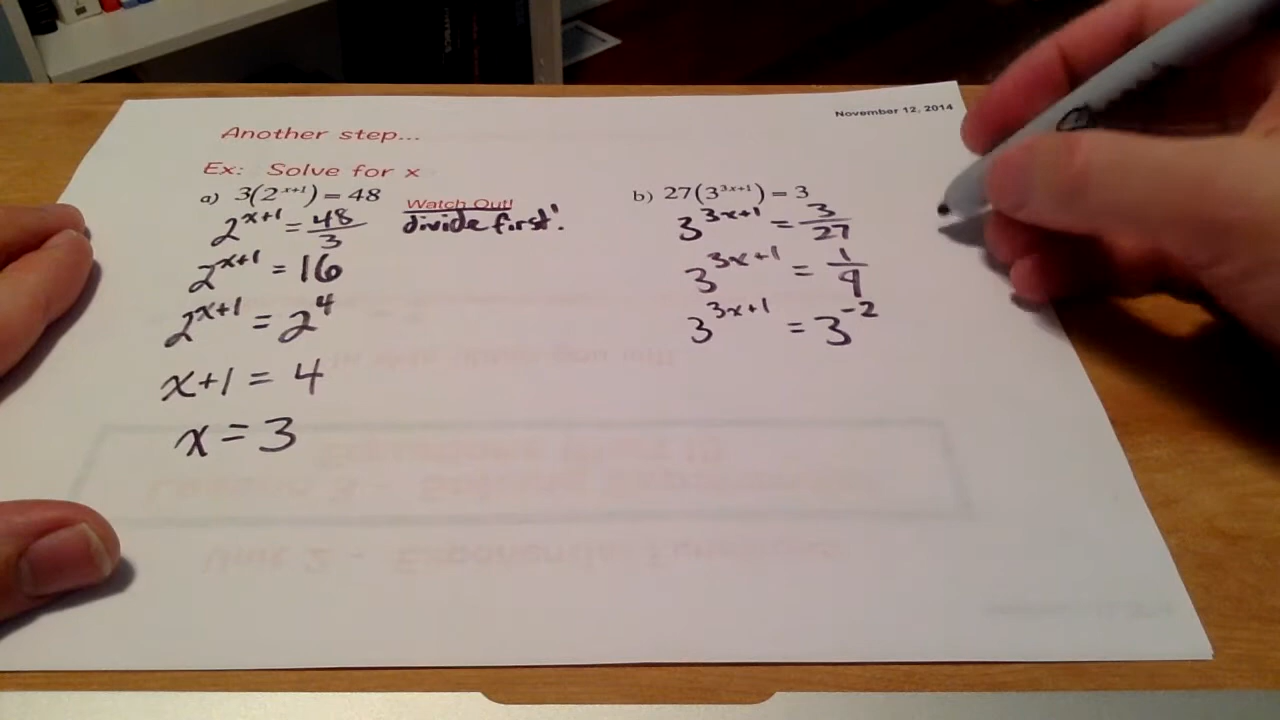 November 12, 2014
Another step...
Ex: Solve for x
a) 3(2^{x+1}) = 48
Watch Out!
divide first!
2^{x+1} = 48/3
2^{x+1} = 16
2^{x+1} = 2^4
x+1 = 4
x = 3
b) 27(3^{3x+1}) = 3
3^{3x+1} = 3/27
3^{3x+1} = 1/9
3^{3x+1} = 3^{-2}